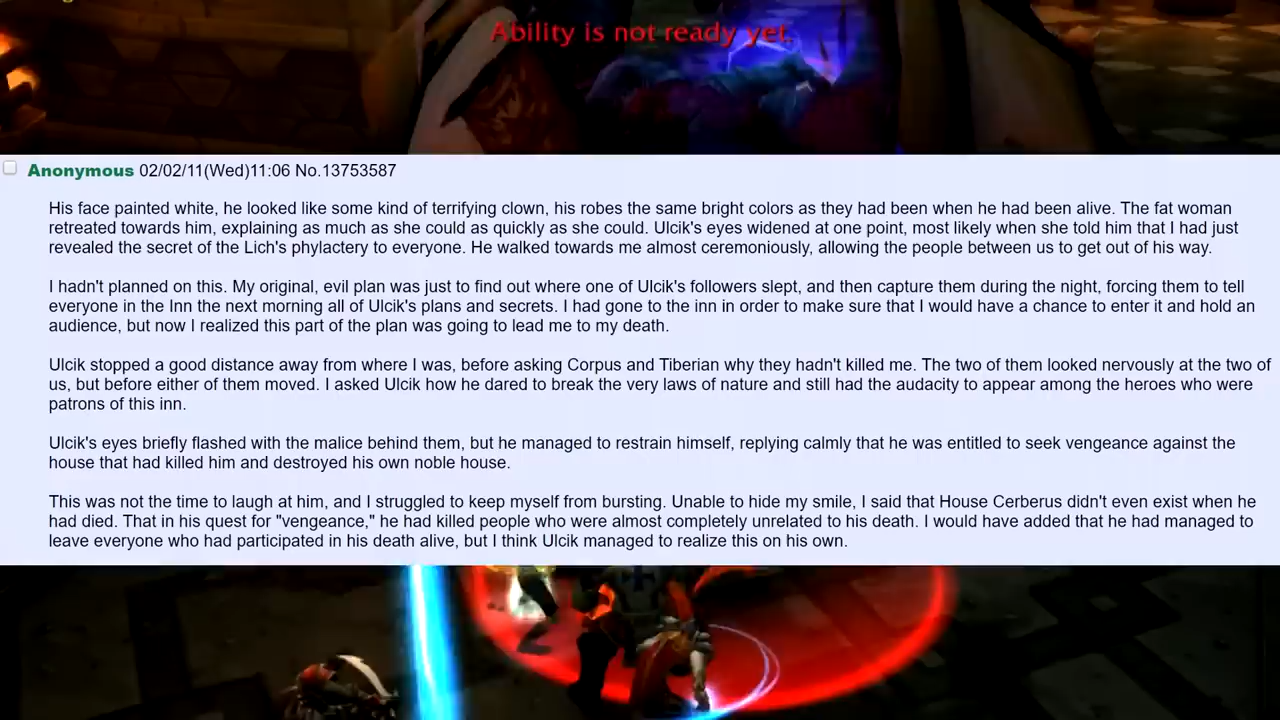 Ability is not ready yet.
Anonymous 02/02/11(Wed)11:06 No.13753587
His face painted white, he looked like some kind of terrifying clown, his robes the same bright colors as they had been when he had been alive. The fat woman
retreated towards him, explaining as much as she could as quickly as she could. Ulcik's eyes widened at one point, most likely when she told him that I had just
revealed the secret of the Lich's phylactery to everyone. He walked towards me almost ceremoniously, allowing the people between us to get out of his way.
I hadn't planned on this. My original, evil plan was just to find out where one of Ulcik's followers slept, and then capture them during the night, forcing them to tell
everyone in the Inn the next morning all of Ulcik's plans and secrets. I had gone to the inn in order to make sure that I would have a chance to enter it and hold an
audience, but now I realized this part of the plan was going to lead me to my death.
Ulcik stopped a good distance away from where I was, before asking Corpus and Tiberian why they hadn't killed me. The two of them looked nervously at the two of
us, but before either of them moved. I asked Ulcik how he dared to break the very laws of nature and still had the audacity to appear among the heroes who were
patrons of this inn.
Ulcik's eyes briefly flashed with the malice behind them, but he managed to restrain himself, replying calmly that he was entitled to seek vengeance against the
house that had killed him and destroyed his own noble house.
This was not the time to laugh at him, and I struggled to keep myself from bursting. Unable to hide my smile, I said that House Cerberus didn't even exist when he
had died. That in his quest for "vengeance," he had killed people who were almost completely unrelated to his death. I would have added that he had managed to
leave everyone who had participated in his death alive, but I think Ulcik managed to realize this on his own.